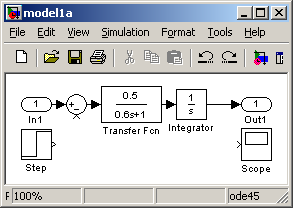 model1a
File Edit View Simulation Format Tools Help
1
In1
+
-
0.5
0.6s+1
Transfer Fcn
1
s
Integrator
1
Out1
Step
Scope
F 100% ode45